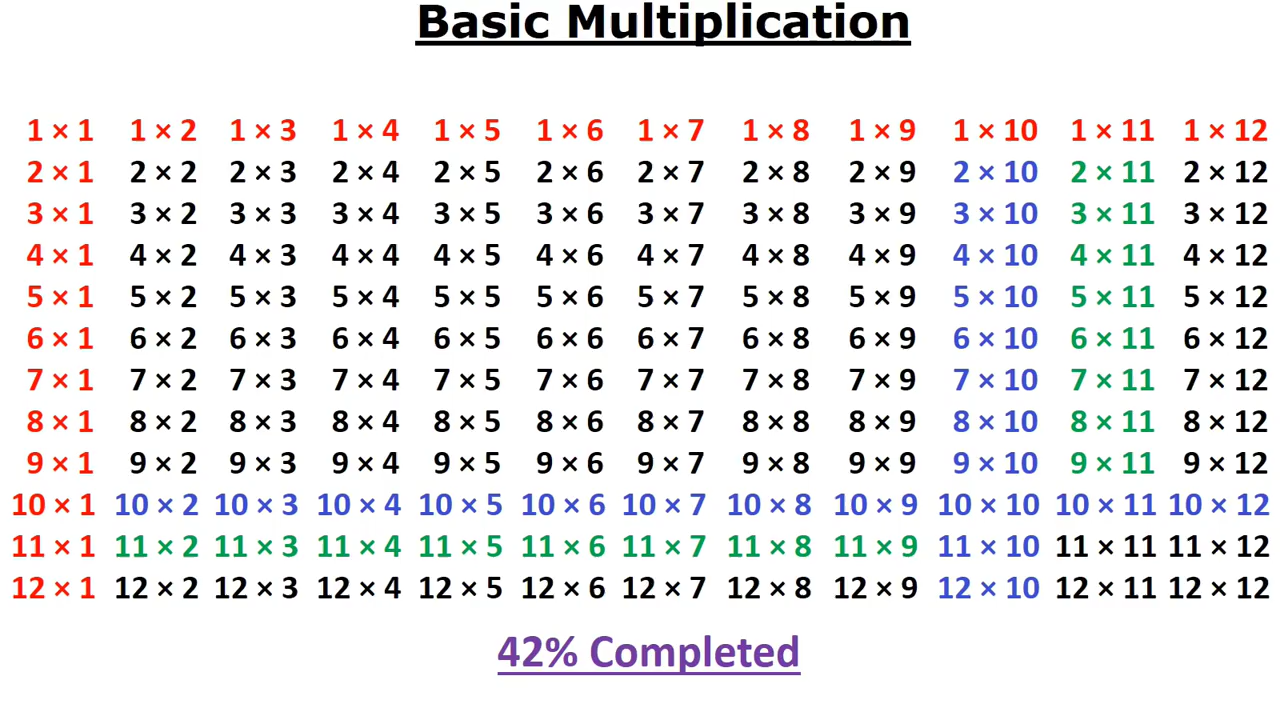 Basic Multiplication
1 × 1 1 × 2 1 × 3 1 × 4 1 × 5 1 × 6 1 × 7 1 × 8 1 × 9 1 × 10 1 × 11 1 × 12
2 × 1 2 × 2 2 × 3 2 × 4 2 × 5 2 × 6 2 × 7 2 × 8 2 × 9 2 × 10 2 × 11 2 × 12
3 × 1 3 × 2 3 × 3 3 × 4 3 × 5 3 × 6 3 × 7 3 × 8 3 × 9 3 × 10 3 × 11 3 × 12
4 × 1 4 × 2 4 × 3 4 × 4 4 × 5 4 × 6 4 × 7 4 × 8 4 × 9 4 × 10 4 × 11 4 × 12
5 × 1 5 × 2 5 × 3 5 × 4 5 × 5 5 × 6 5 × 7 5 × 8 5 × 9 5 × 10 5 × 11 5 × 12
6 × 1 6 × 2 6 × 3 6 × 4 6 × 5 6 × 6 6 × 7 6 × 8 6 × 9 6 × 10 6 × 11 6 × 12
7 × 1 7 × 2 7 × 3 7 × 4 7 × 5 7 × 6 7 × 7 7 × 8 7 × 9 7 × 10 7 × 11 7 × 12
8 × 1 8 × 2 8 × 3 8 × 4 8 × 5 8 × 6 8 × 7 8 × 8 8 × 9 8 × 10 8 × 11 8 × 12
9 × 1 9 × 2 9 × 3 9 × 4 9 × 5 9 × 6 9 × 7 9 × 8 9 × 9 9 × 10 9 × 11 9 × 12
10 × 1 10 × 2 10 × 3 10 × 4 10 × 5 10 × 6 10 × 7 10 × 8 10 × 9 10 × 10 10 × 11 10 × 12
11 × 1 11 × 2 11 × 3 11 × 4 11 × 5 11 × 6 11 × 7 11 × 8 11 × 9 11 × 10 11 × 11 11 × 12
12 × 1 12 × 2 12 × 3 12 × 4 12 × 5 12 × 6 12 × 7 12 × 8 12 × 9 12 × 10 12 × 11 12 × 12
42% Completed